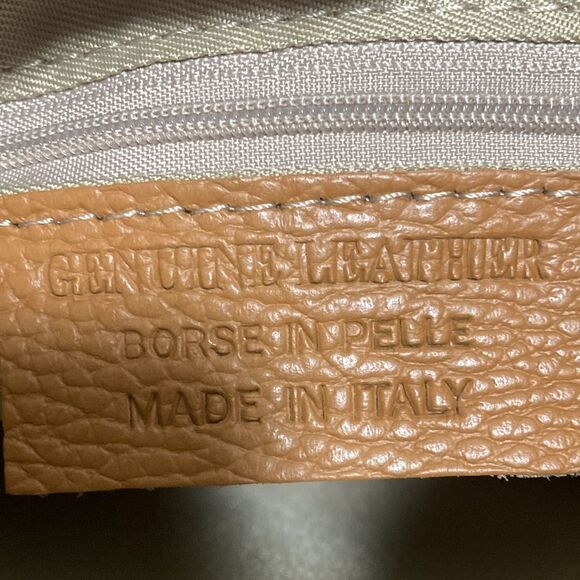 GENUINE LEATHER
BORSE IN PELLE
MADE IN ITALY